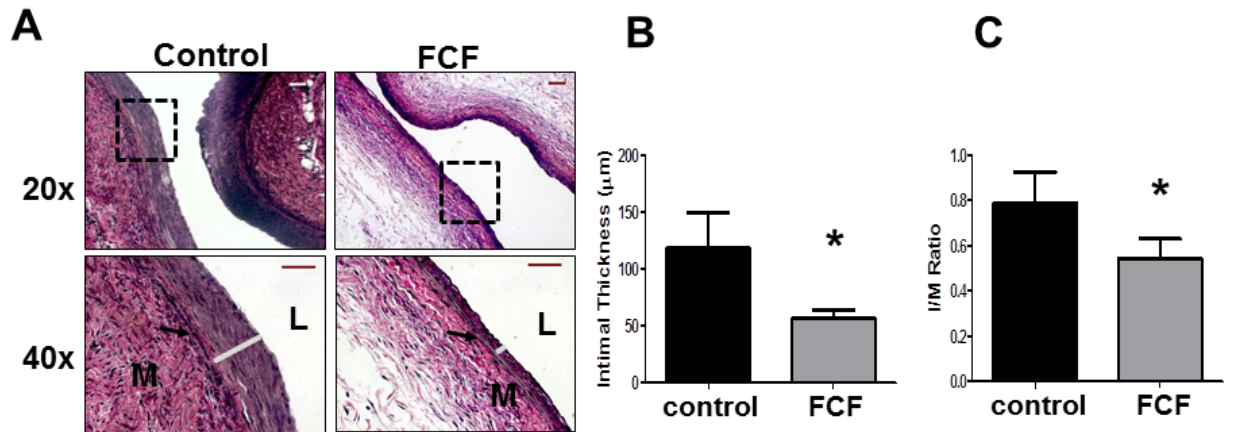 A
Control FCF
20x
40x
L
M
L
M
B
Intimal Thickness (μm)
200
150
100
50
0
*
control FCF
C
I/M Ratio
1.0
0.8
0.6
0.4
0.2
0.0
*
control FCF